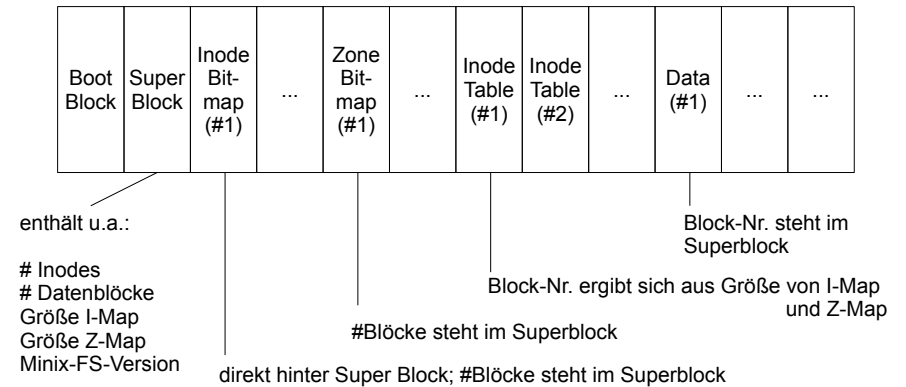 Boot
Block
Super
Block
Inode
Bit-
map
(#1)
...
Zone
Bit-
map
(#1)
...
Inode
Table
(#1)
Inode
Table
(#2)
...
Data
(#1)
...
...
enthält u.a.:
# Inodes
# Datenblöcke
Größe I-Map
Größe Z-Map
Minix-FS-Version
Block-Nr. steht im
Superblock
Block-Nr. ergibt sich aus Größe von I-Map
und Z-Map
#Blöcke steht im Superblock
direkt hinter Super Block; #Blöcke steht im Superblock